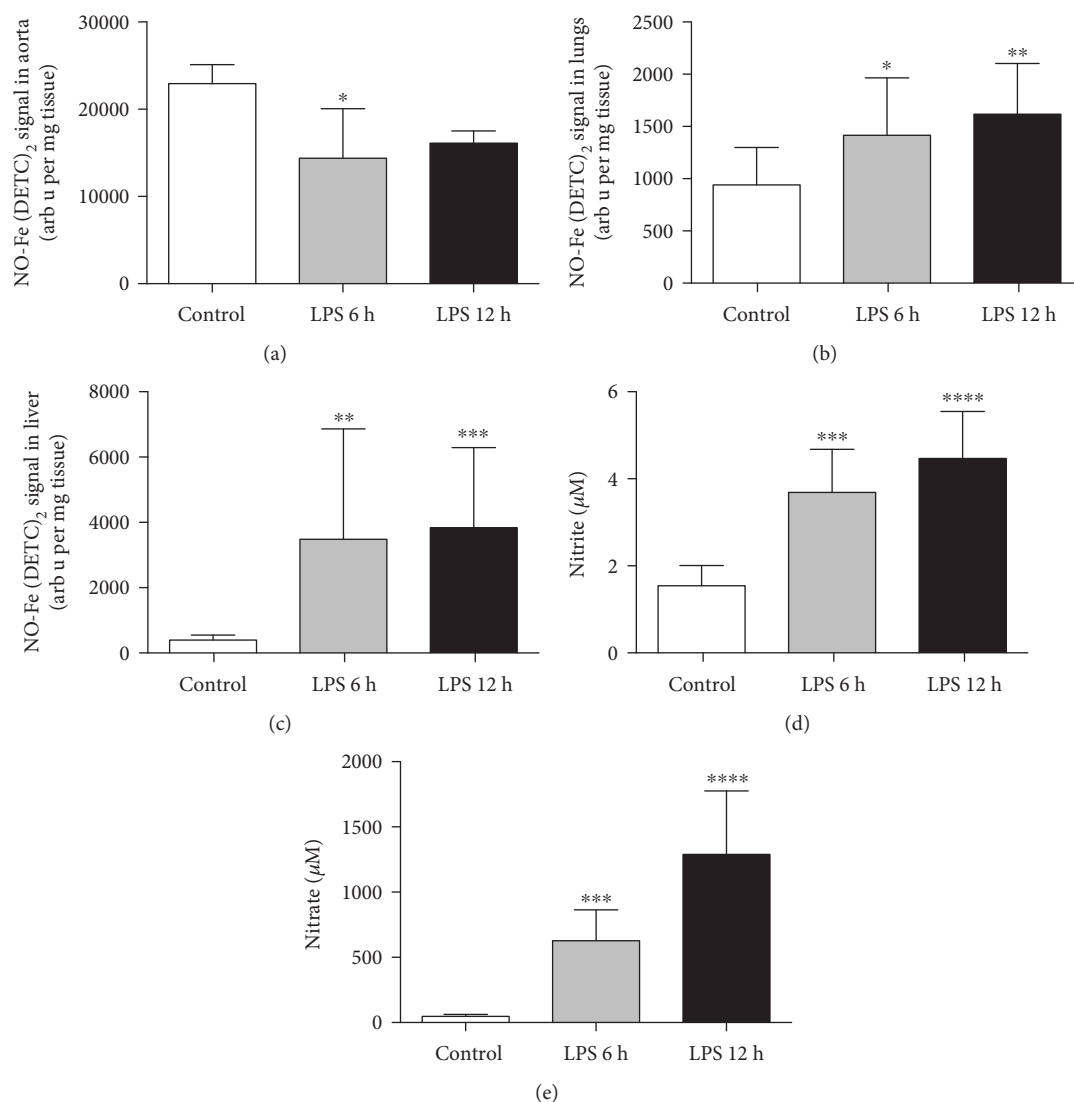 NO-Fe (DETC)₂ signal in aorta
(arb u per mg tissue)
30000
20000
10000
0
*
Control
LPS 6 h
LPS 12 h
(a)
NO-Fe (DETC)₂ signal in lungs
(arb u per mg tissue)
2500
2000
1500
1000
500
0
*
**
Control
LPS 6 h
LPS 12 h
(b)
NO-Fe (DETC)₂ signal in liver
(arb u per mg tissue)
8000
6000
4000
2000
0
**
***
Control
LPS 6 h
LPS 12 h
(c)
Nitrite (μM)
6
4
2
0
***
****
Control
LPS 6 h
LPS 12 h
(d)
Nitrate (μM)
2000
1500
1000
500
0
***
****
Control
LPS 6 h
LPS 12 h
(e)